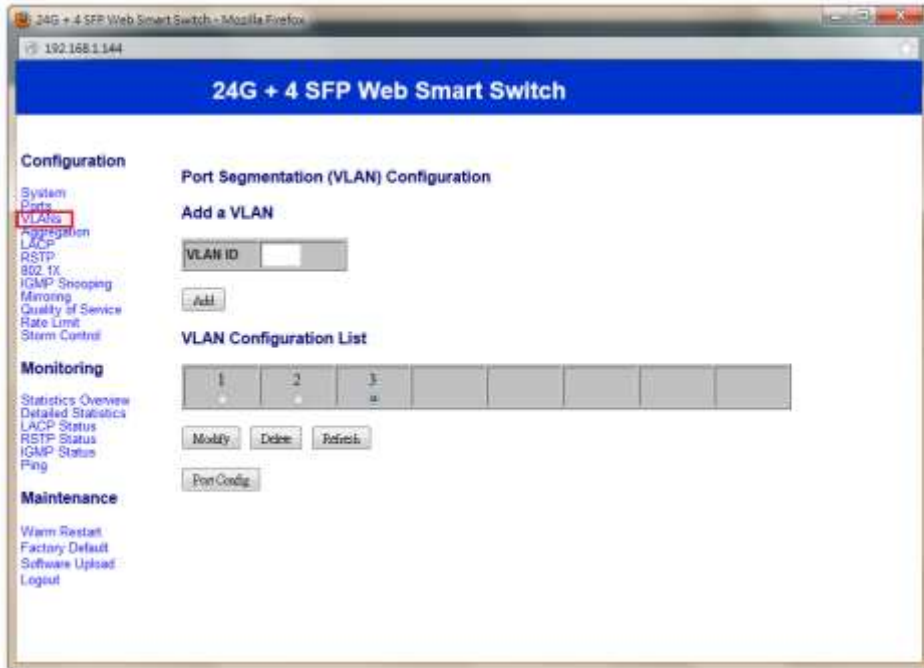 24G + 4 SFP Web Smart Switch - Mozilla Firefox
192.168.1.144
24G + 4 SFP Web Smart Switch
Configuration
System
Ports
VLANs
Aggregation
LACP
RSTP
802.1X
IGMP Snooping
Mirroring
Quality of Service
Rate Limit
Storm Control
Monitoring
Statistics Overview
Detailed Statistics
LACP Status
RSTP Status
IGMP Status
Ping
Maintenance
Warm Restart
Factory Default
Software Upload
Logout
Port Segmentation (VLAN) Configuration
Add a VLAN
VLAN ID
Add
VLAN Configuration List
1 2 3
Modify Delete Refresh
Port Config